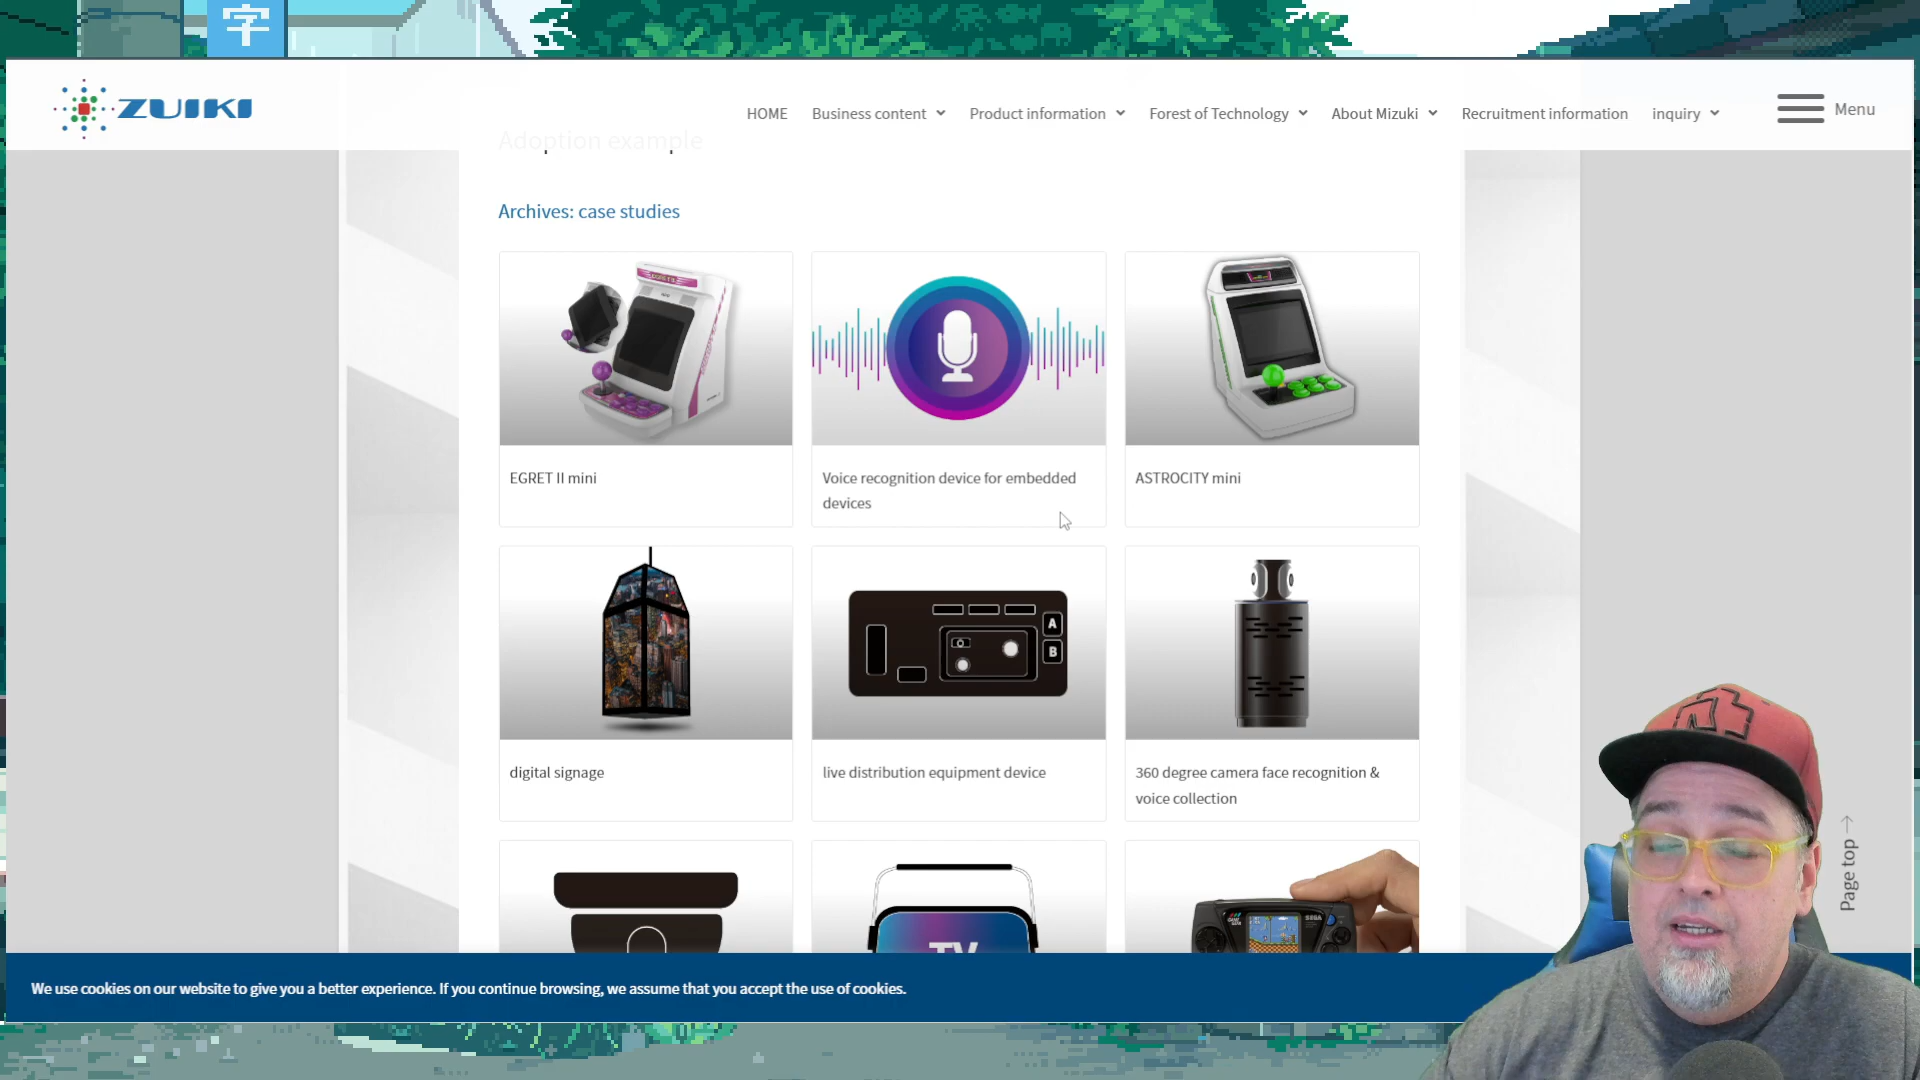 字
ZUIKI
HOME Business content Product information Forest of Technology About Mizuki Recruitment information inquiry Menu
Adoption example
Archives: case studies
EGRET II mini
Voice recognition device for embedded
devices
ASTROCITY mini
A
B
digital signage
live distribution equipment device
360 degree camera face recognition &
voice collection
TV
SEGA
Page top
We use cookies on our website to give you a better experience. If you continue browsing, we assume that you accept the use of cookies.